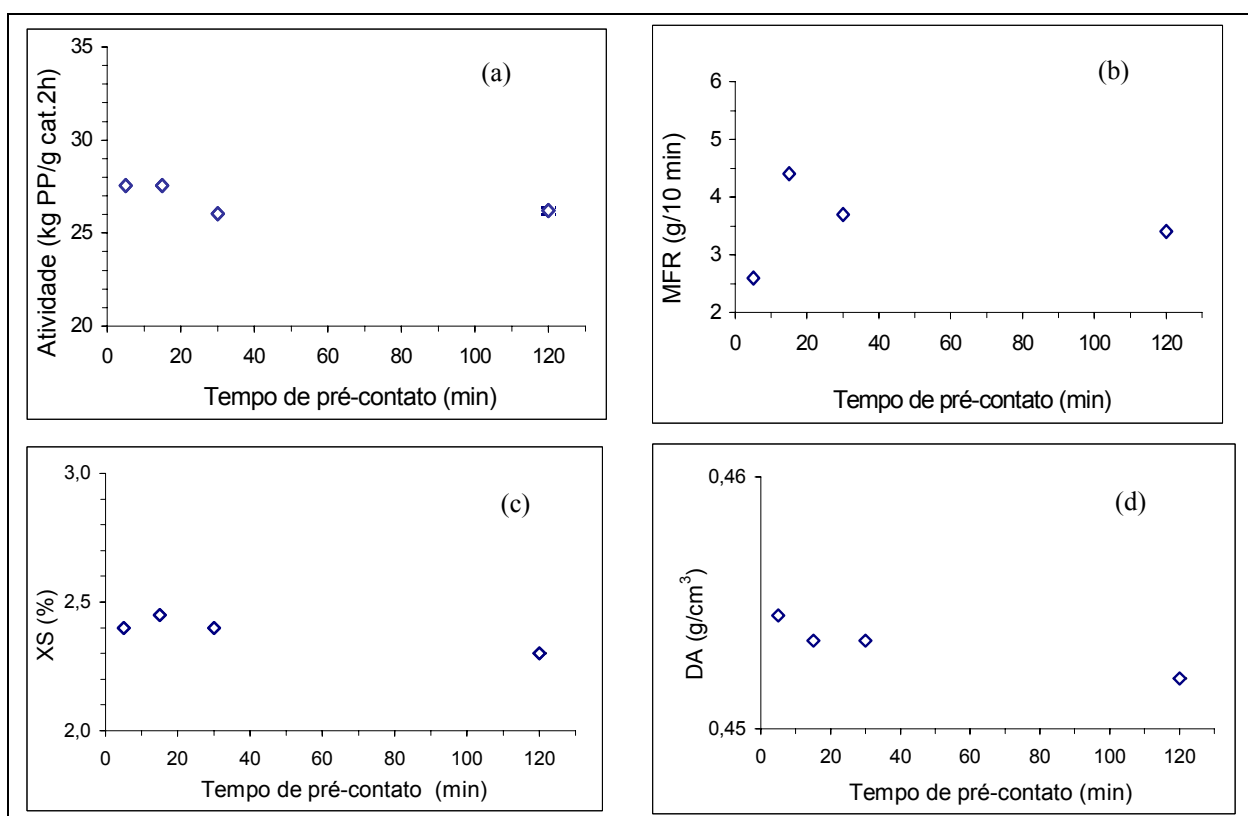 (a)
35
30
25
20
Atividade (kg PP/g cat.2h)
0 20 40 60 80 100 120
Tempo de pré-contato (min)
(b)
6
5
4
3
2
MFR (g/10 min)
0 20 40 60 80 100 120
Tempo de pré-contato (min)
(c)
3,0
2,5
2,0
XS (%)
0 20 40 60 80 100 120
Tempo de pré-contato (min)
(d)
0,46
0,45
DA (g/cm³)
0 20 40 60 80 100 120
Tempo de pré-contato (min)